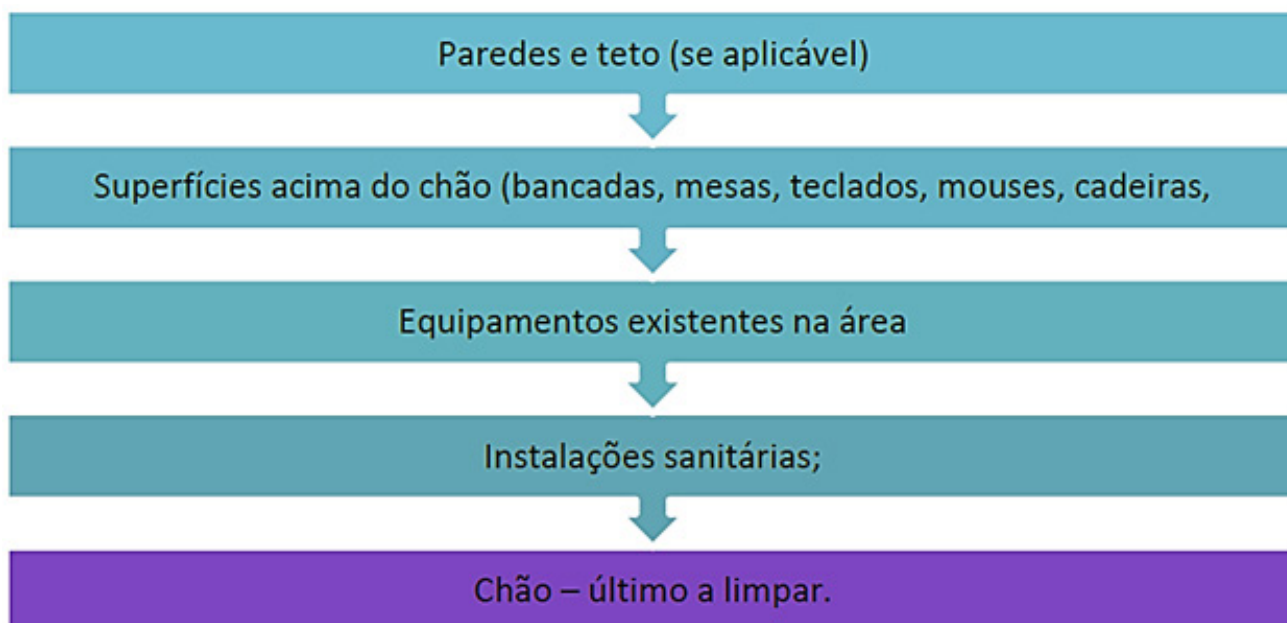 Paredes e teto (se aplicável)
Superfícies acima do chão (bancadas, mesas, teclados, mouses, cadeiras,
Equipamentos existentes na área
Instalações sanitárias;
Chão – último a limpar.